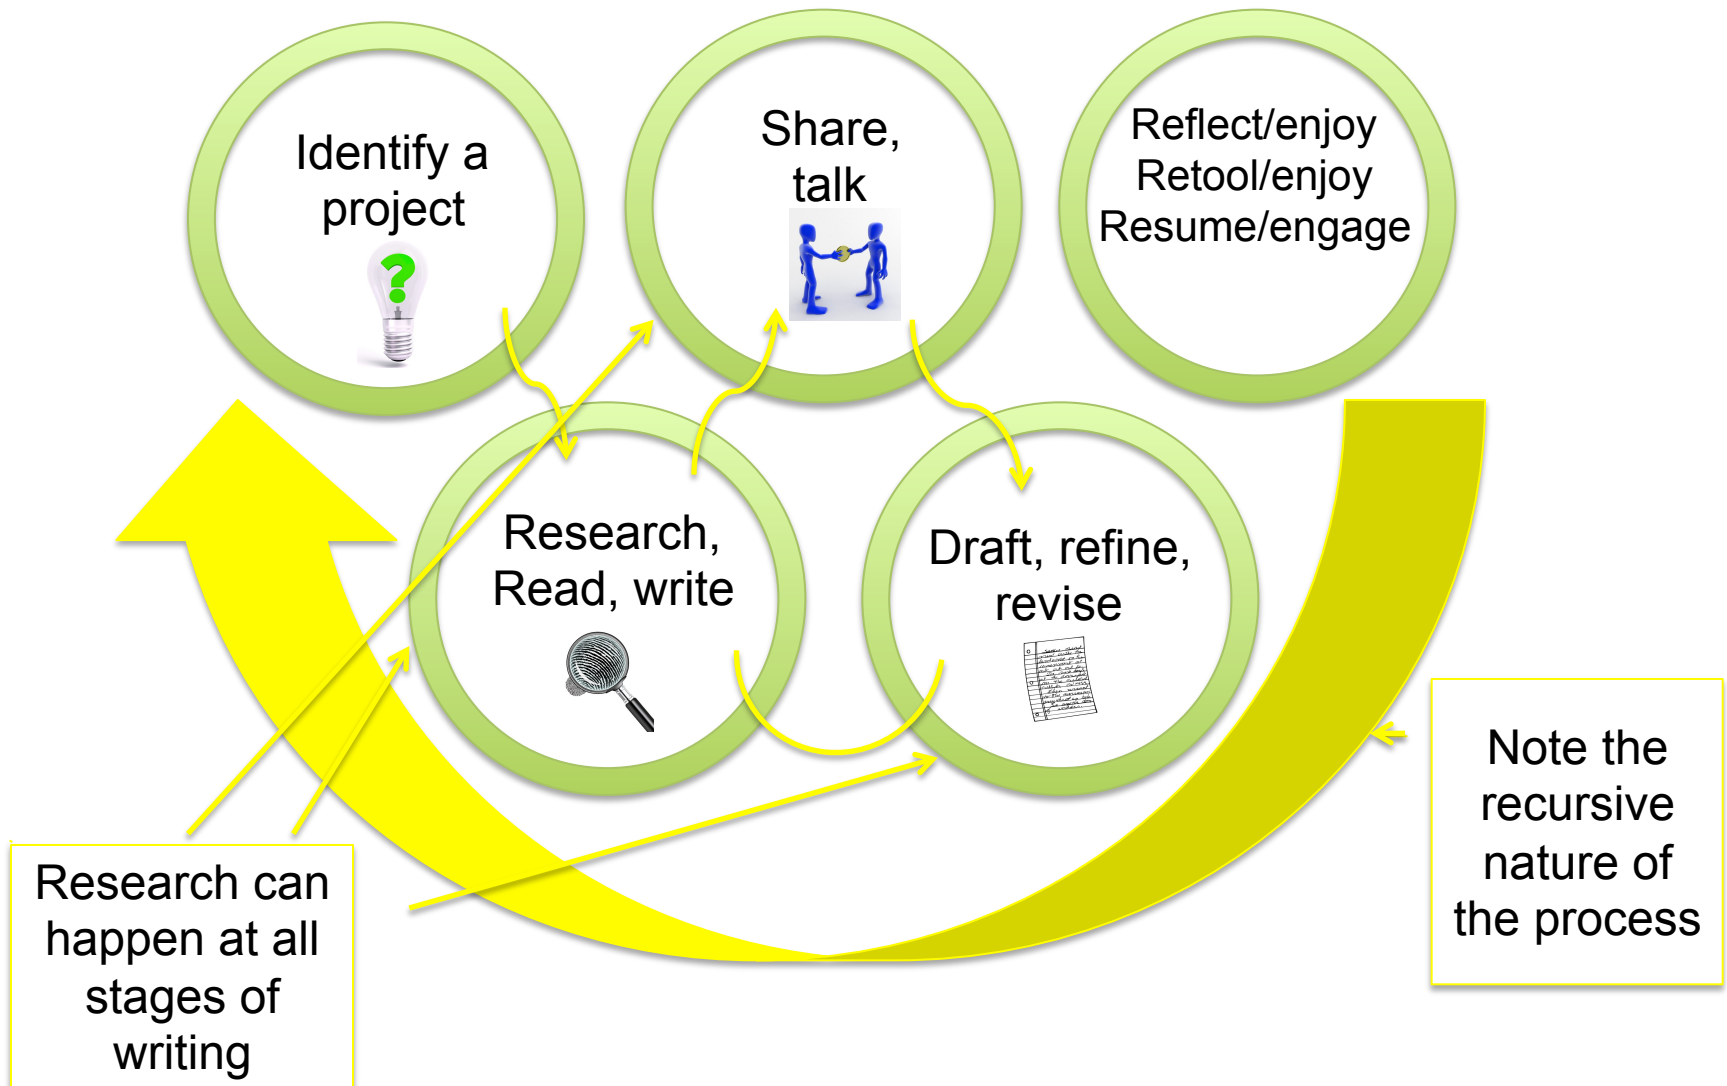 Identify a
project
Share,
talk
Reflect/enjoy
Retool/enjoy
Resume/engage
Research,
Read, write
Draft, refine,
revise
Research can
happen at all
stages of
writing
Note the
recursive
nature of
the process